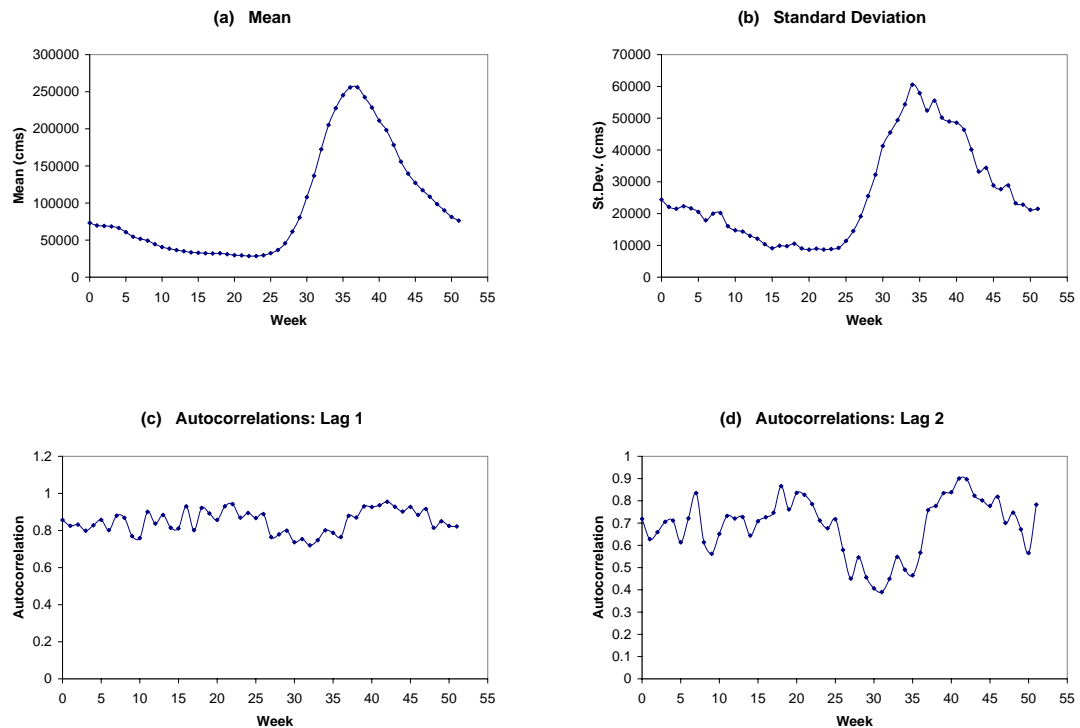 (a) Mean
300000
250000
200000
150000
100000
50000
0
Mean (cms)
0 5 10 15 20 25 30 35 40 45 50 55
Week
(b) Standard Deviation
70000
60000
50000
40000
30000
20000
10000
0
St.Dev. (cms)
0 5 10 15 20 25 30 35 40 45 50 55
Week
(c) Autocorrelations: Lag 1
1.2
1
0.8
0.6
0.4
0.2
0
Autocorrelation
0 5 10 15 20 25 30 35 40 45 50 55
Week
(d) Autocorrelations: Lag 2
1
0.9
0.8
0.7
0.6
0.5
0.4
0.3
0.2
0.1
0
Autocorrelation
0 5 10 15 20 25 30 35 40 45 50 55
Week